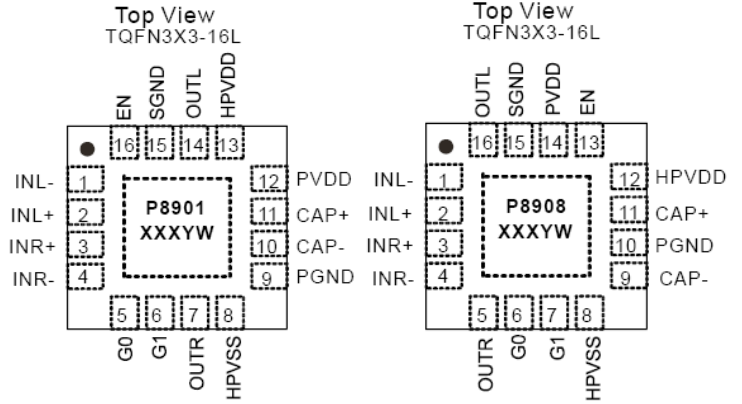 Top View
TQFN3X3-16L
EN
SGND
OUTL
HPVDD
16
15
14
13
INL-
1
INL+
2
INR+
3
INR-
4
P8901
XXXYW
12
PVDD
11
CAP+
10
CAP-
9
PGND
5
6
7
8
G0
G1
OUTR
HPVSS
Top View
TQFN3X3-16L
OUTL
SGND
PVDD
EN
16
15
14
13
INL-
1
INL+
2
INR+
3
INR-
4
P8908
XXXYW
12
HPVDD
11
CAP+
10
PGND
9
CAP-
5
6
7
8
OUTR
G0
G1
HPVSS